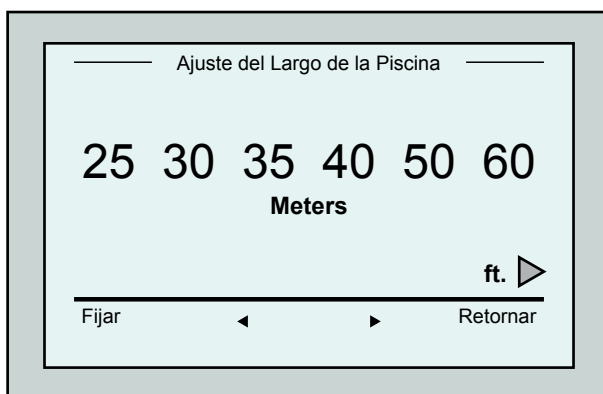 Ajuste del Largo de la Piscina
25 30 35 40 50 60
Meters
ft.
Fijar Retornar